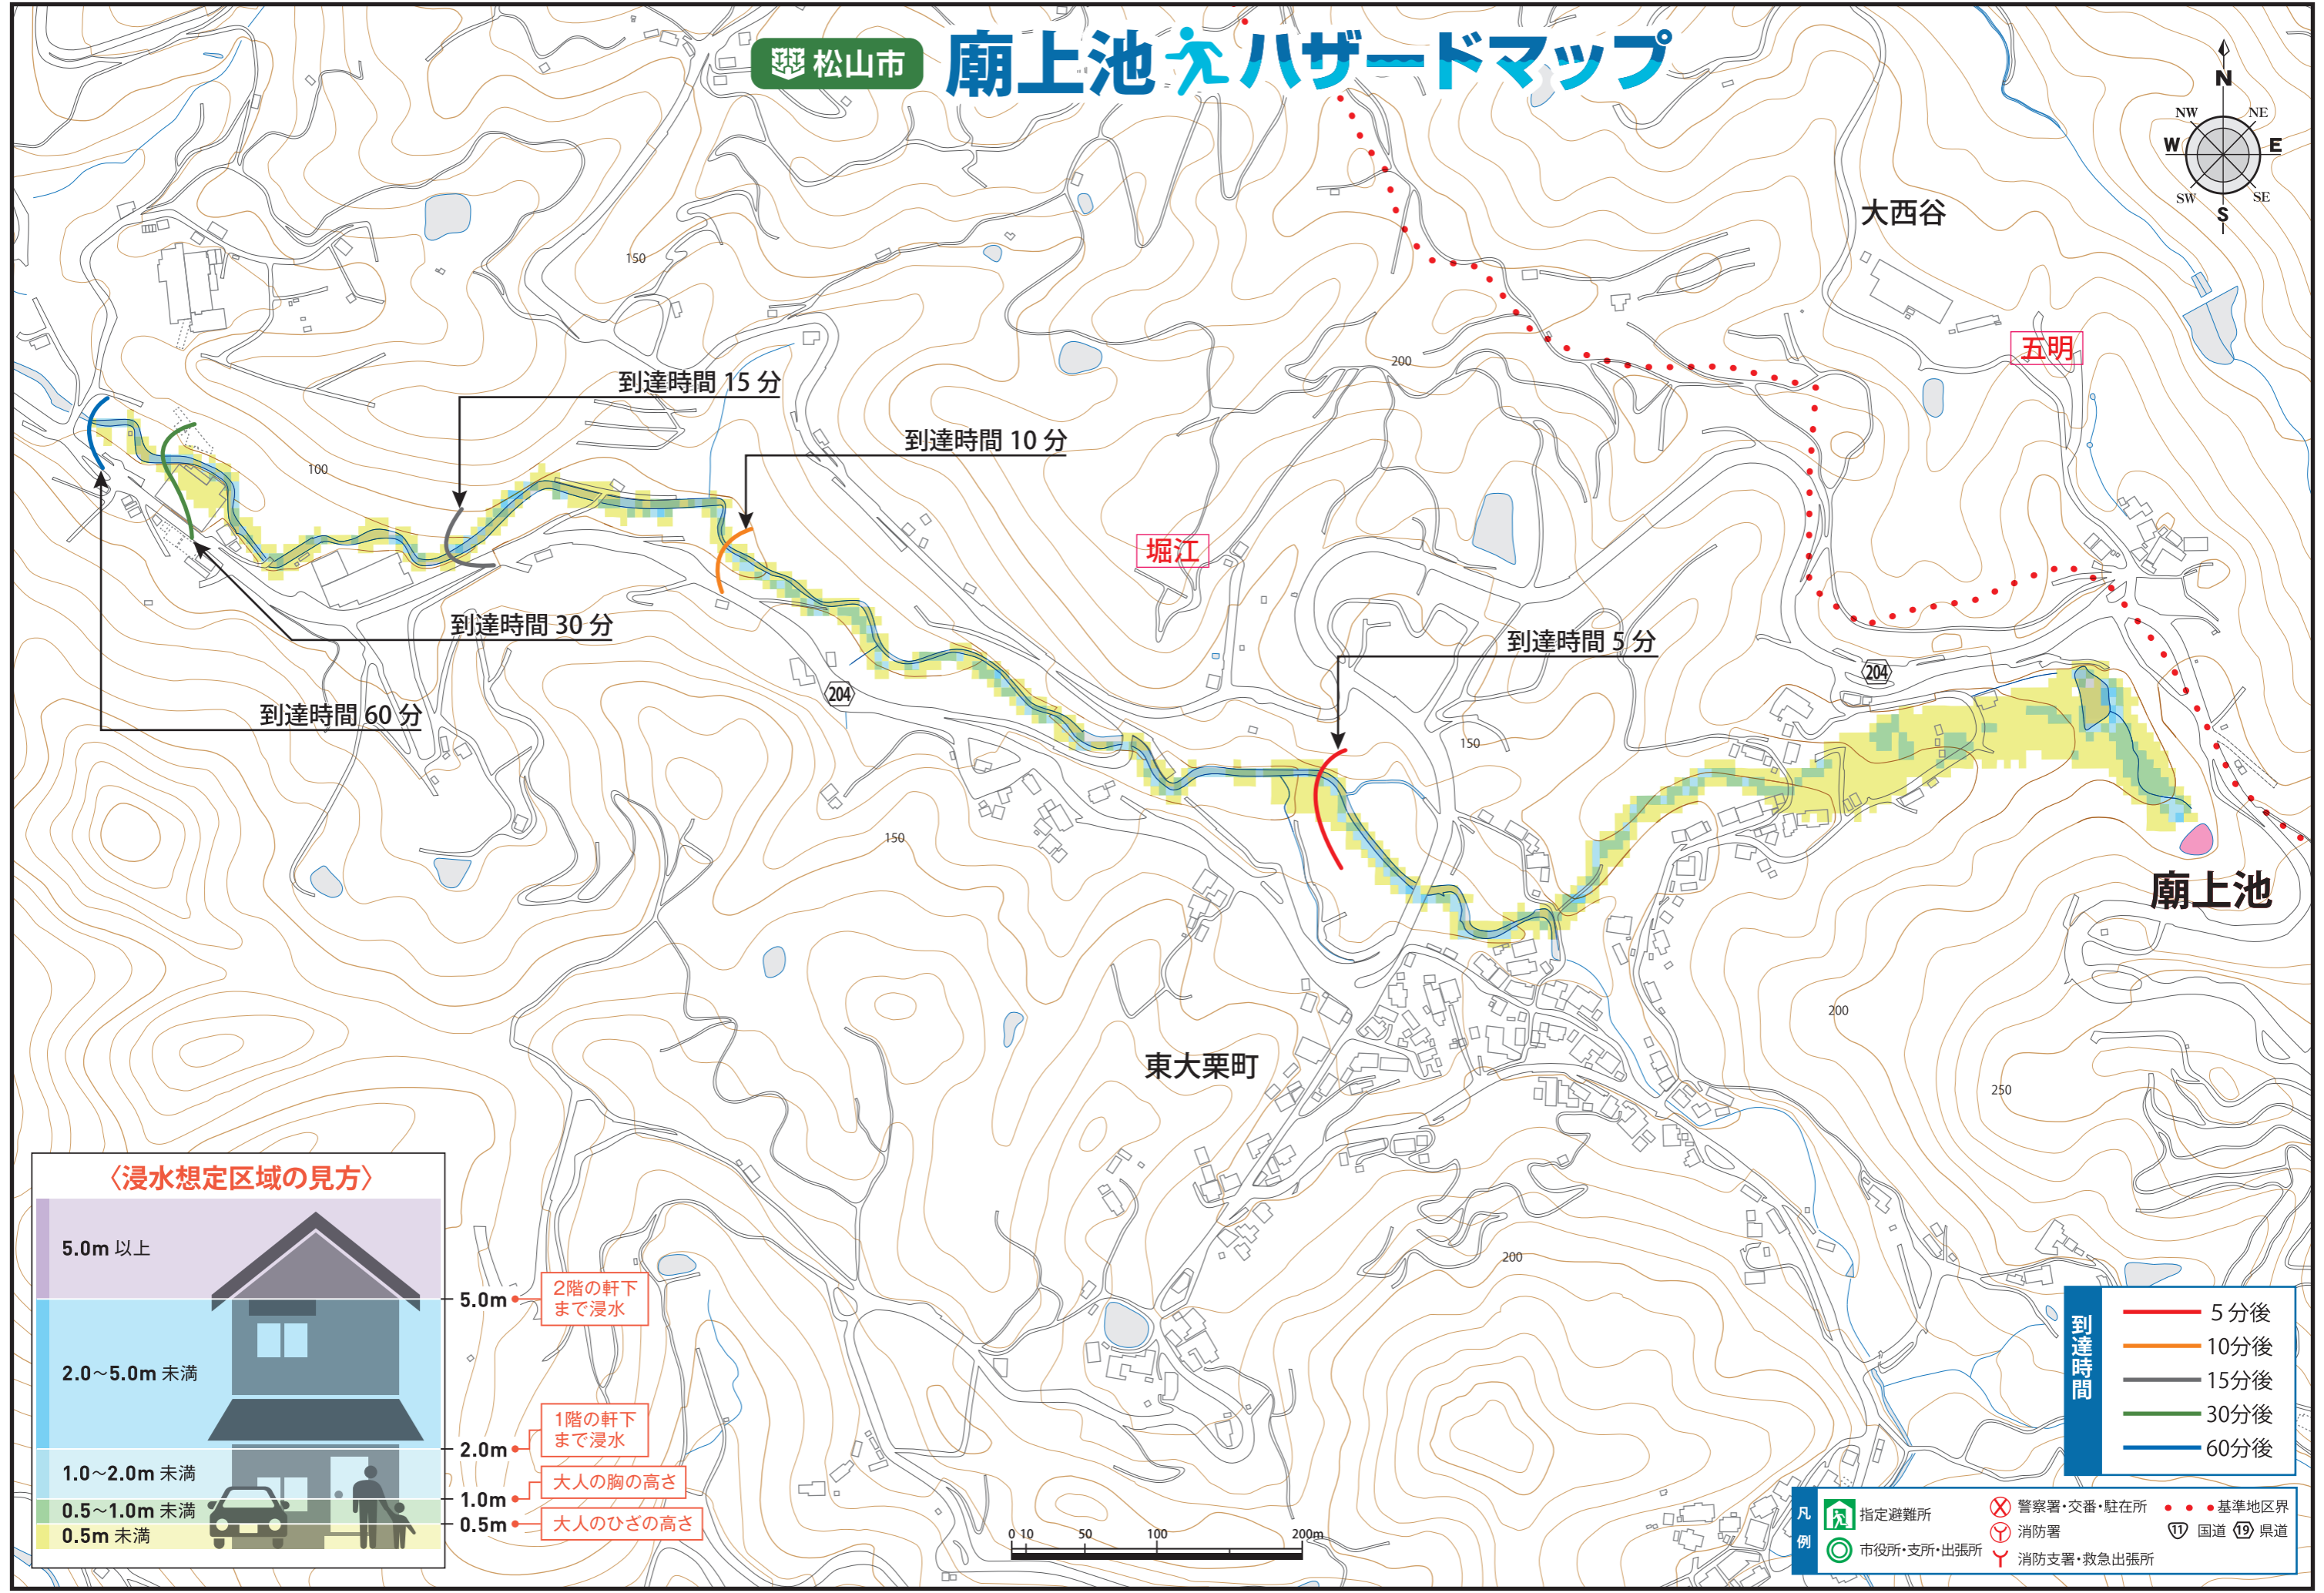 松山市
廟上池ハザードマップ
N
NW
NE
W
E
SW
SE
S
大西谷
150
五明
200
到達時間 15 分
到達時間 10 分
100
堀江
到達時間 30 分
到達時間 5 分
204
204
到達時間 60 分
150
150
廟上池
200
東大栗町
250
200
〈浸水想定区域の見方〉
5.0m 以上
2.0～5.0m 未満
1.0～2.0m 未満
0.5～1.0m 未満
0.5m 未満
5.0m
2階の軒下
まで浸水
2.0m
1階の軒下
まで浸水
1.0m
大人の胸の高さ
0.5m
大人のひざの高さ
0 10 50 100 200m
到達時間
5分後
10分後
15分後
30分後
60分後
凡例
指定避難所
市役所・支所・出張所
警察署・交番・駐在所
消防署
消防支署・救急出張所
基準地区界
11 国道 19 県道